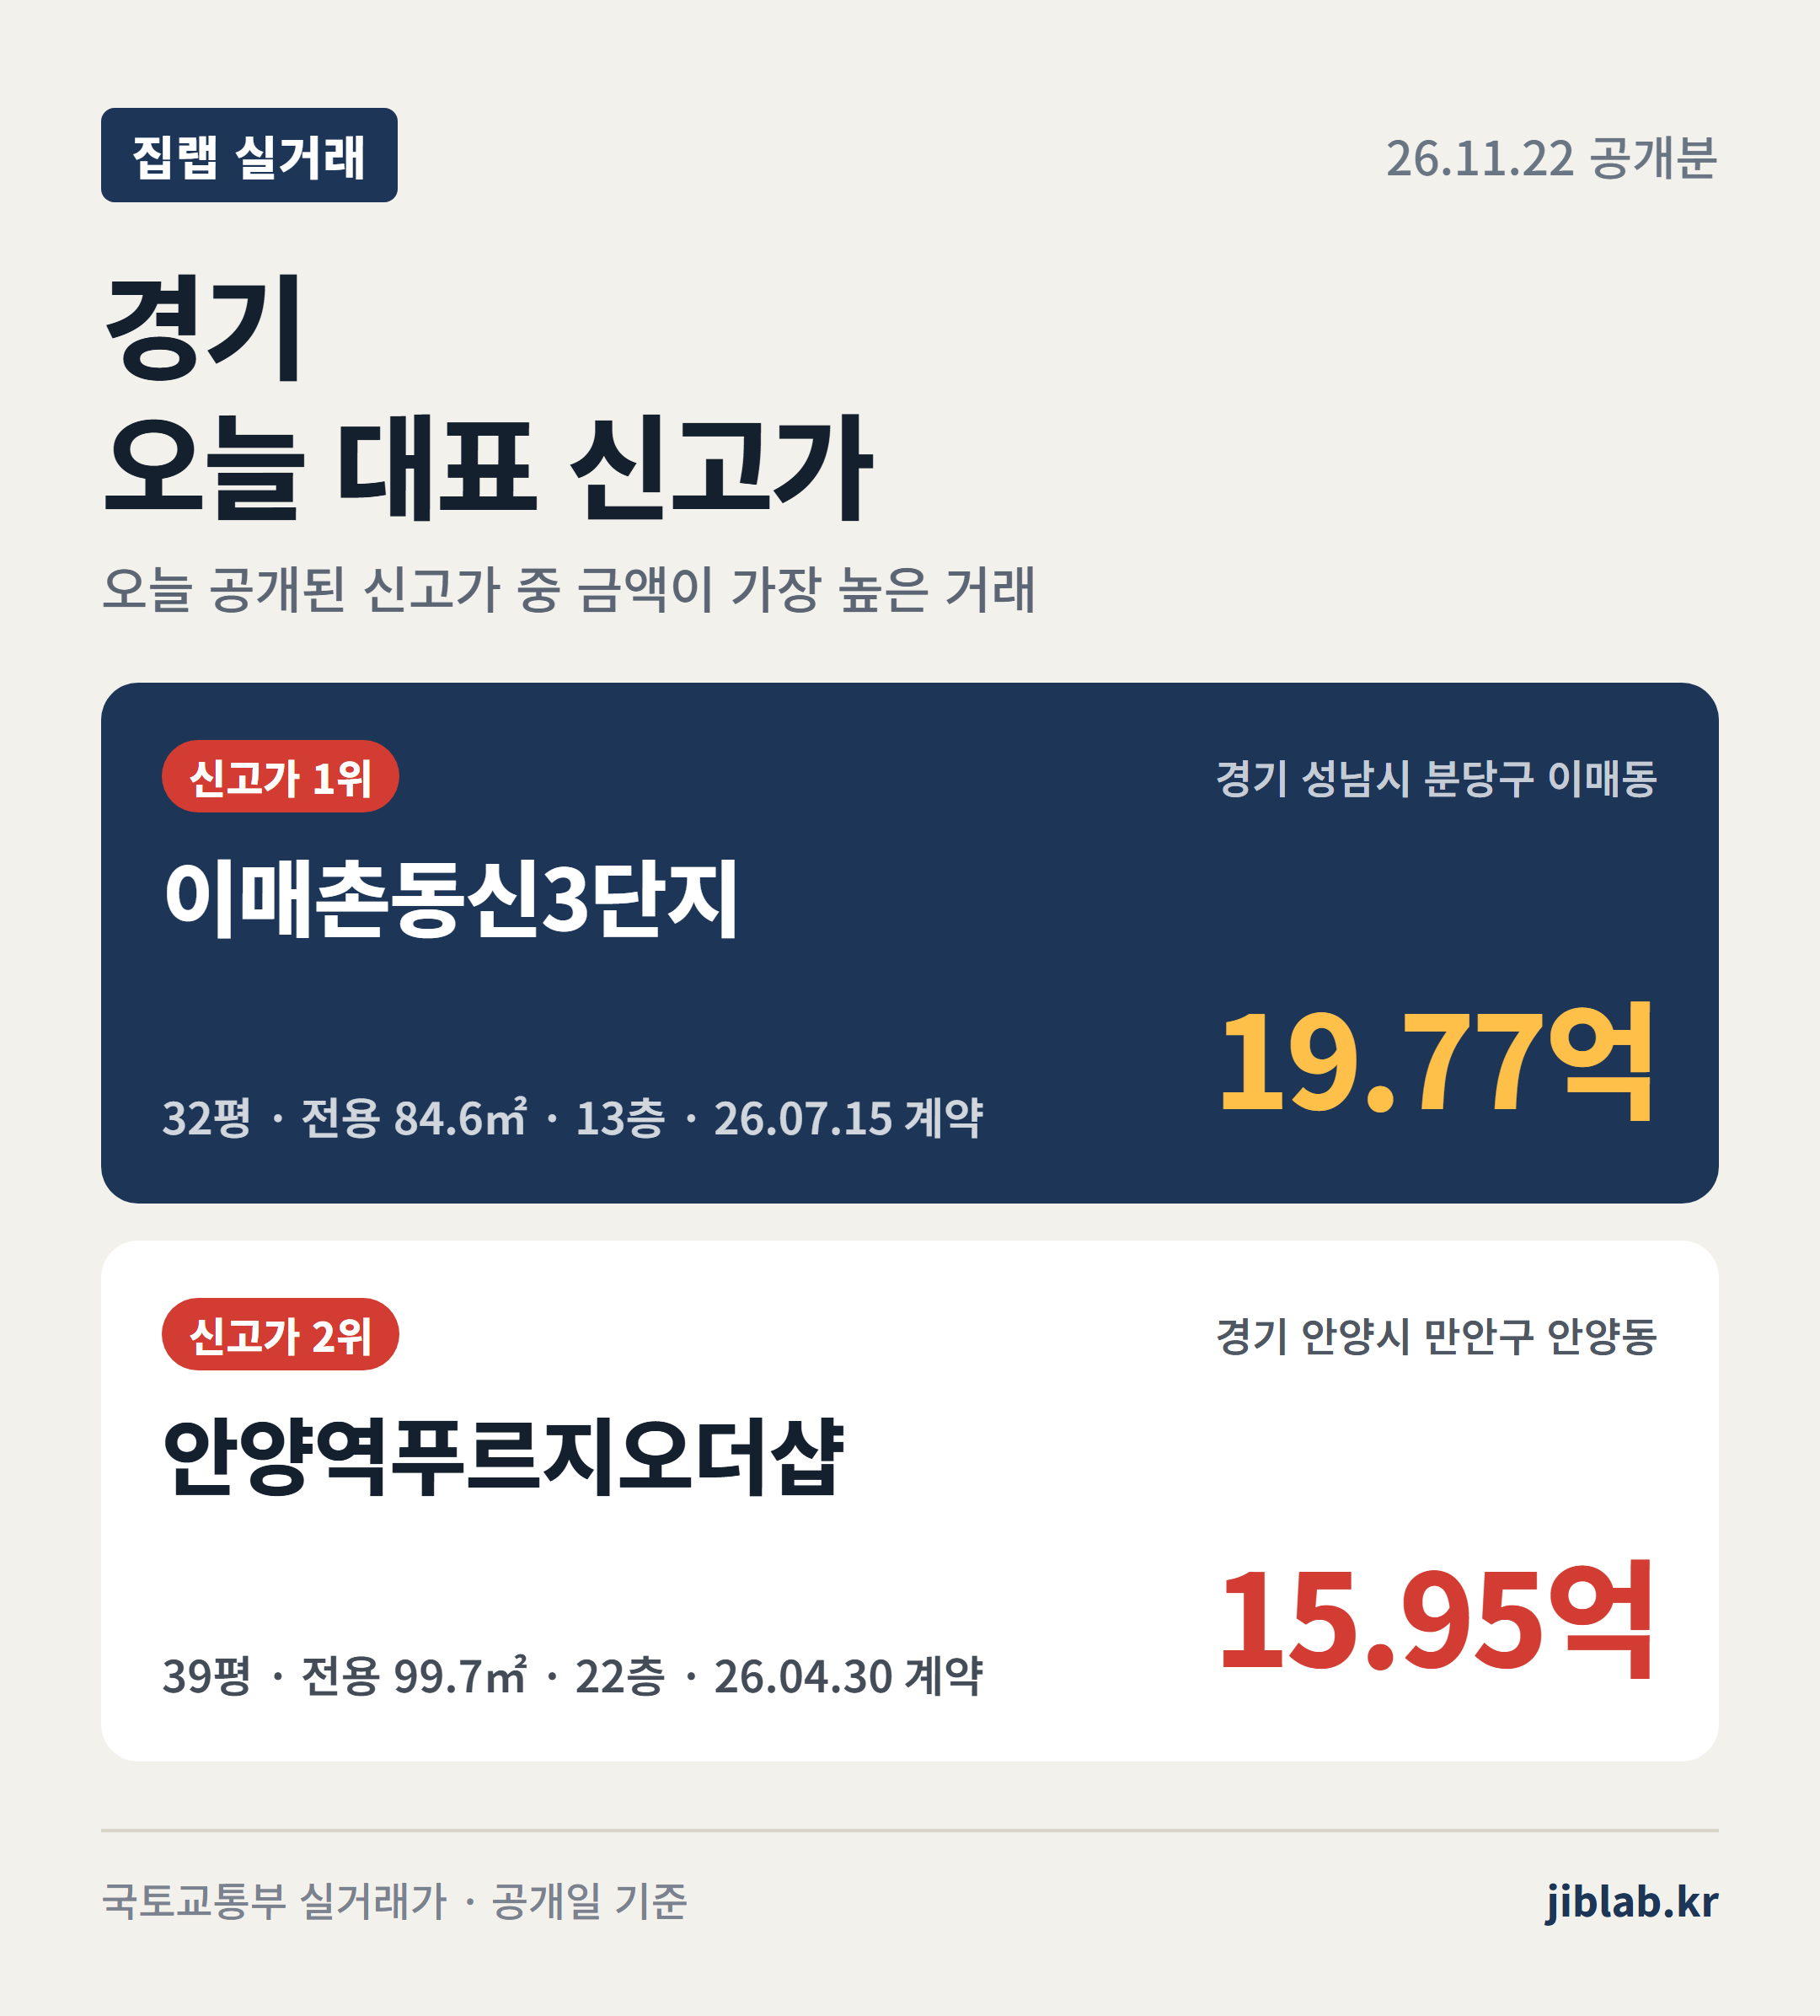 집랩 실거래
26.11.22 공개분
경기
오늘 대표 신고가
오늘 공개된 신고가 중 금액이 가장 높은 거래
신고가 1위
경기 성남시 분당구 이매동
이매촌동신3단지
19.77억
32평 · 전용 84.6㎡ · 13층 · 26.07.15 계약
신고가 2위
경기 안양시 만안구 안양동
안양역푸르지오더샵
15.95억
39평 · 전용 99.7㎡ · 22층 · 26.04.30 계약
국토교통부 실거래가 · 공개일 기준
jiblab.kr